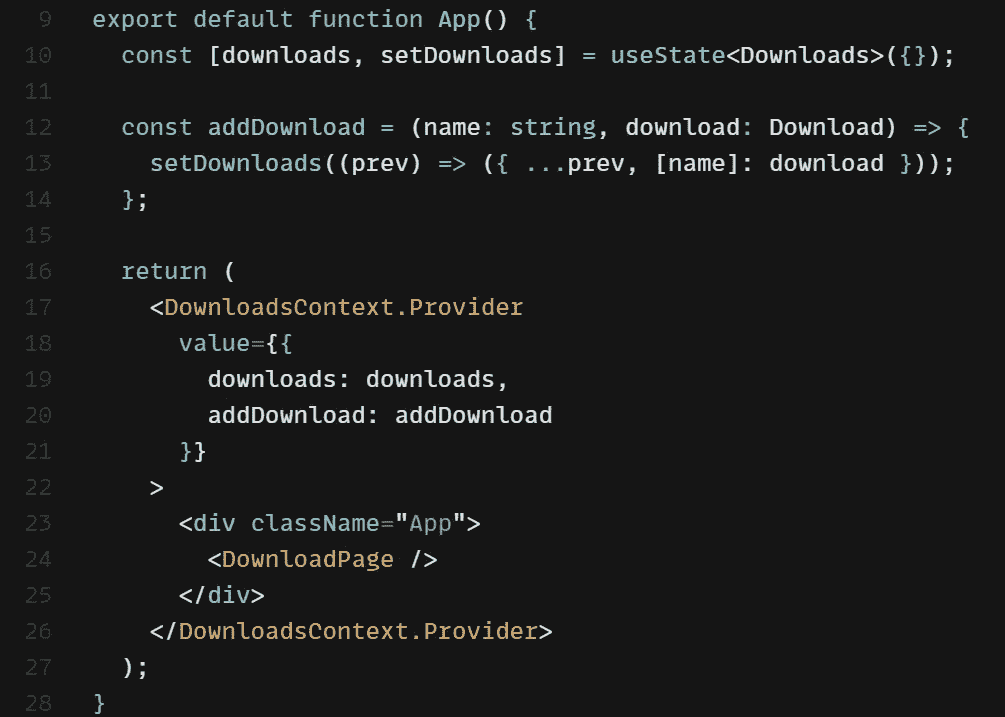 9 export default function App() {
10 const [downloads, setDownloads] = useState<Downloads>({});
11
12 const addDownload = (name: string, download: Download) => {
13 setDownloads((prev) => ({ ...prev, [name]: download }));
14 };
15
16 return (
17 <DownloadsContext.Provider
18 value={{
19 downloads: downloads,
20 addDownload: addDownload
21 }}
22 >
23 <div className="App">
24 <DownloadPage />
25 </div>
26 </DownloadsContext.Provider>
27 );
28 }